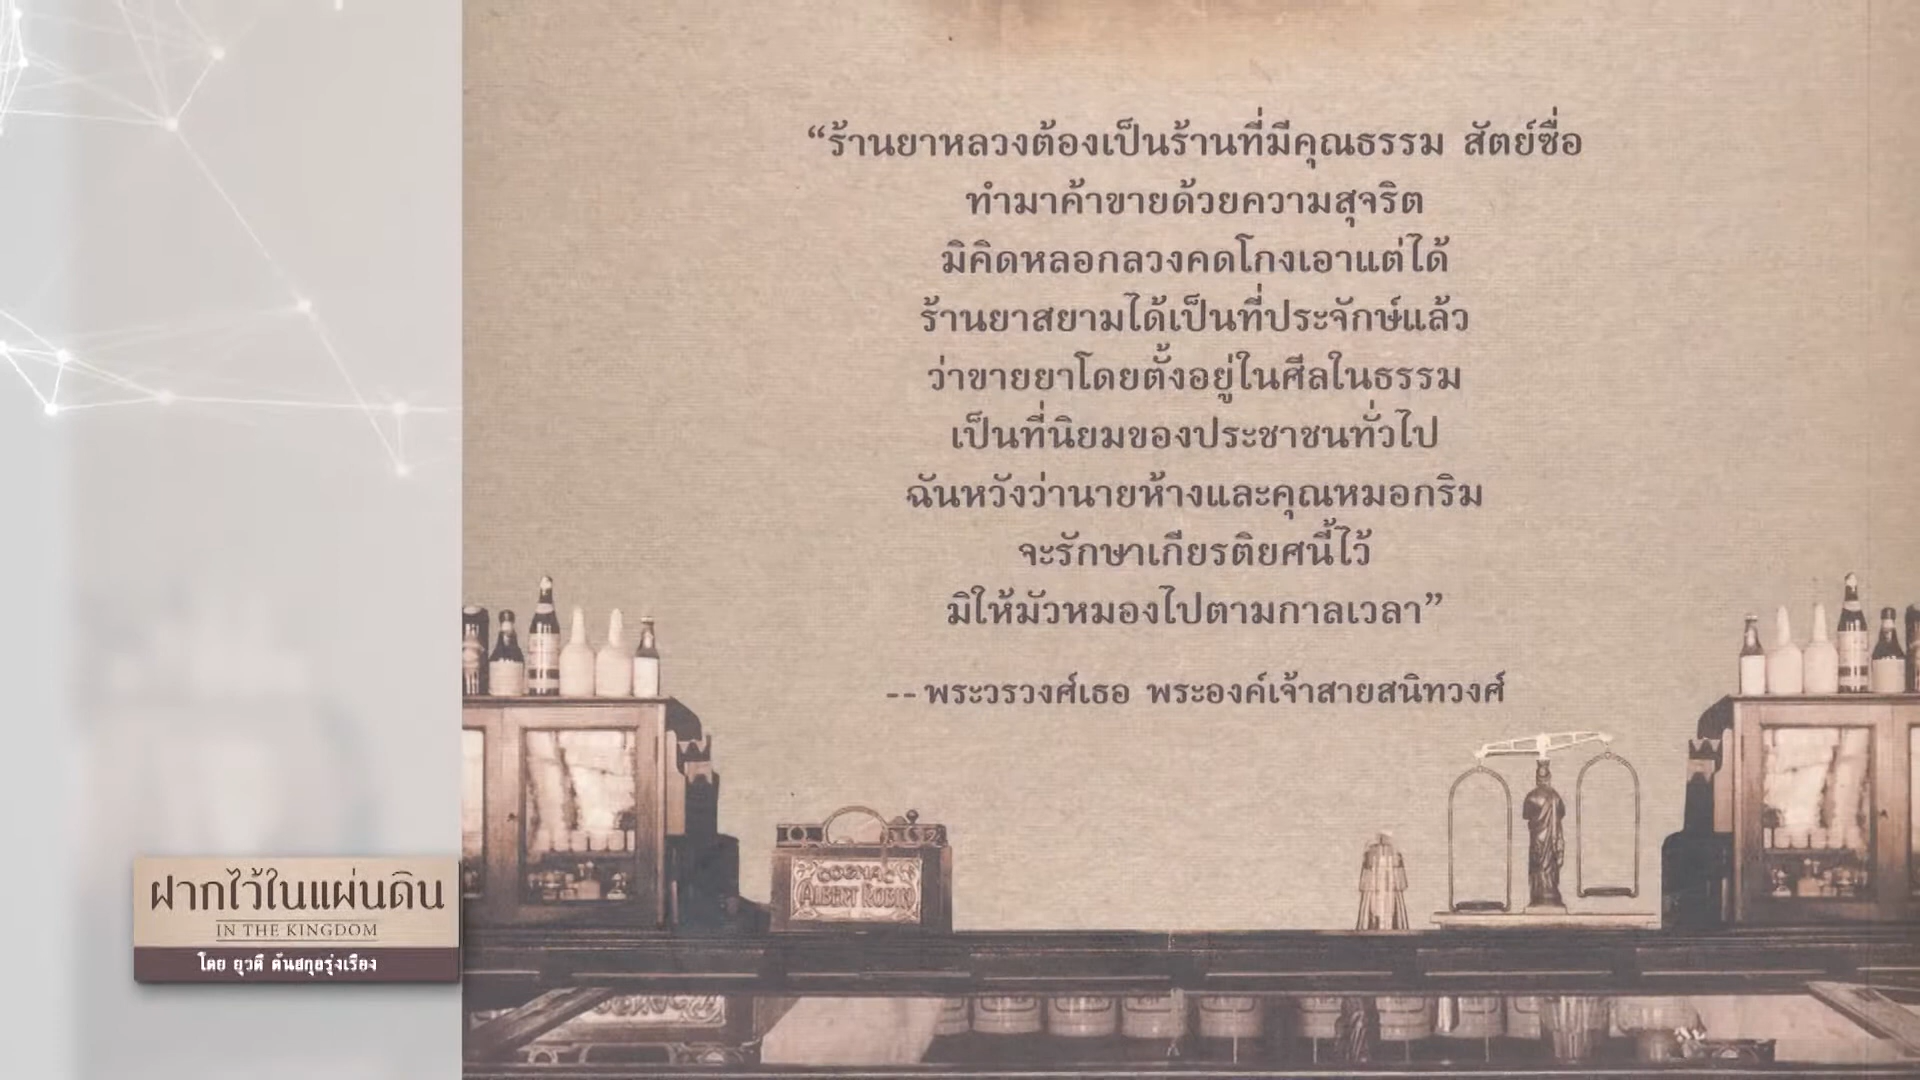 “ร้านยาหลวงต้องเป็นร้านที่มีคุณธรรม สัตย์ซื่อ
ทำมาค้าขายด้วยความสุจริต
มิคิดหลอกลวงคดโกงเอาแต่ได้
ร้านยาสยามได้เป็นที่ประจักษ์แล้ว
ว่าขายยาโดยตั้งอยู่ในศีลในธรรม
เป็นที่นิยมของประชาชนทั่วไป
ฉันหวังว่านายห้างและคุณหมอกริม
จะรักษาเกียรติยศนี้ไว้
มิให้มัวหมองไปตามกาลเวลา”
--พระวรวงศ์เธอ พระองค์เจ้าสายสนิทวงศ์
COGNAC
ALBERT ROBIN
ฝากไว้ในแผ่นดิน
IN THE KINGDOM
โดย ยุวดี ต้นสกุลรุ่งเรือง